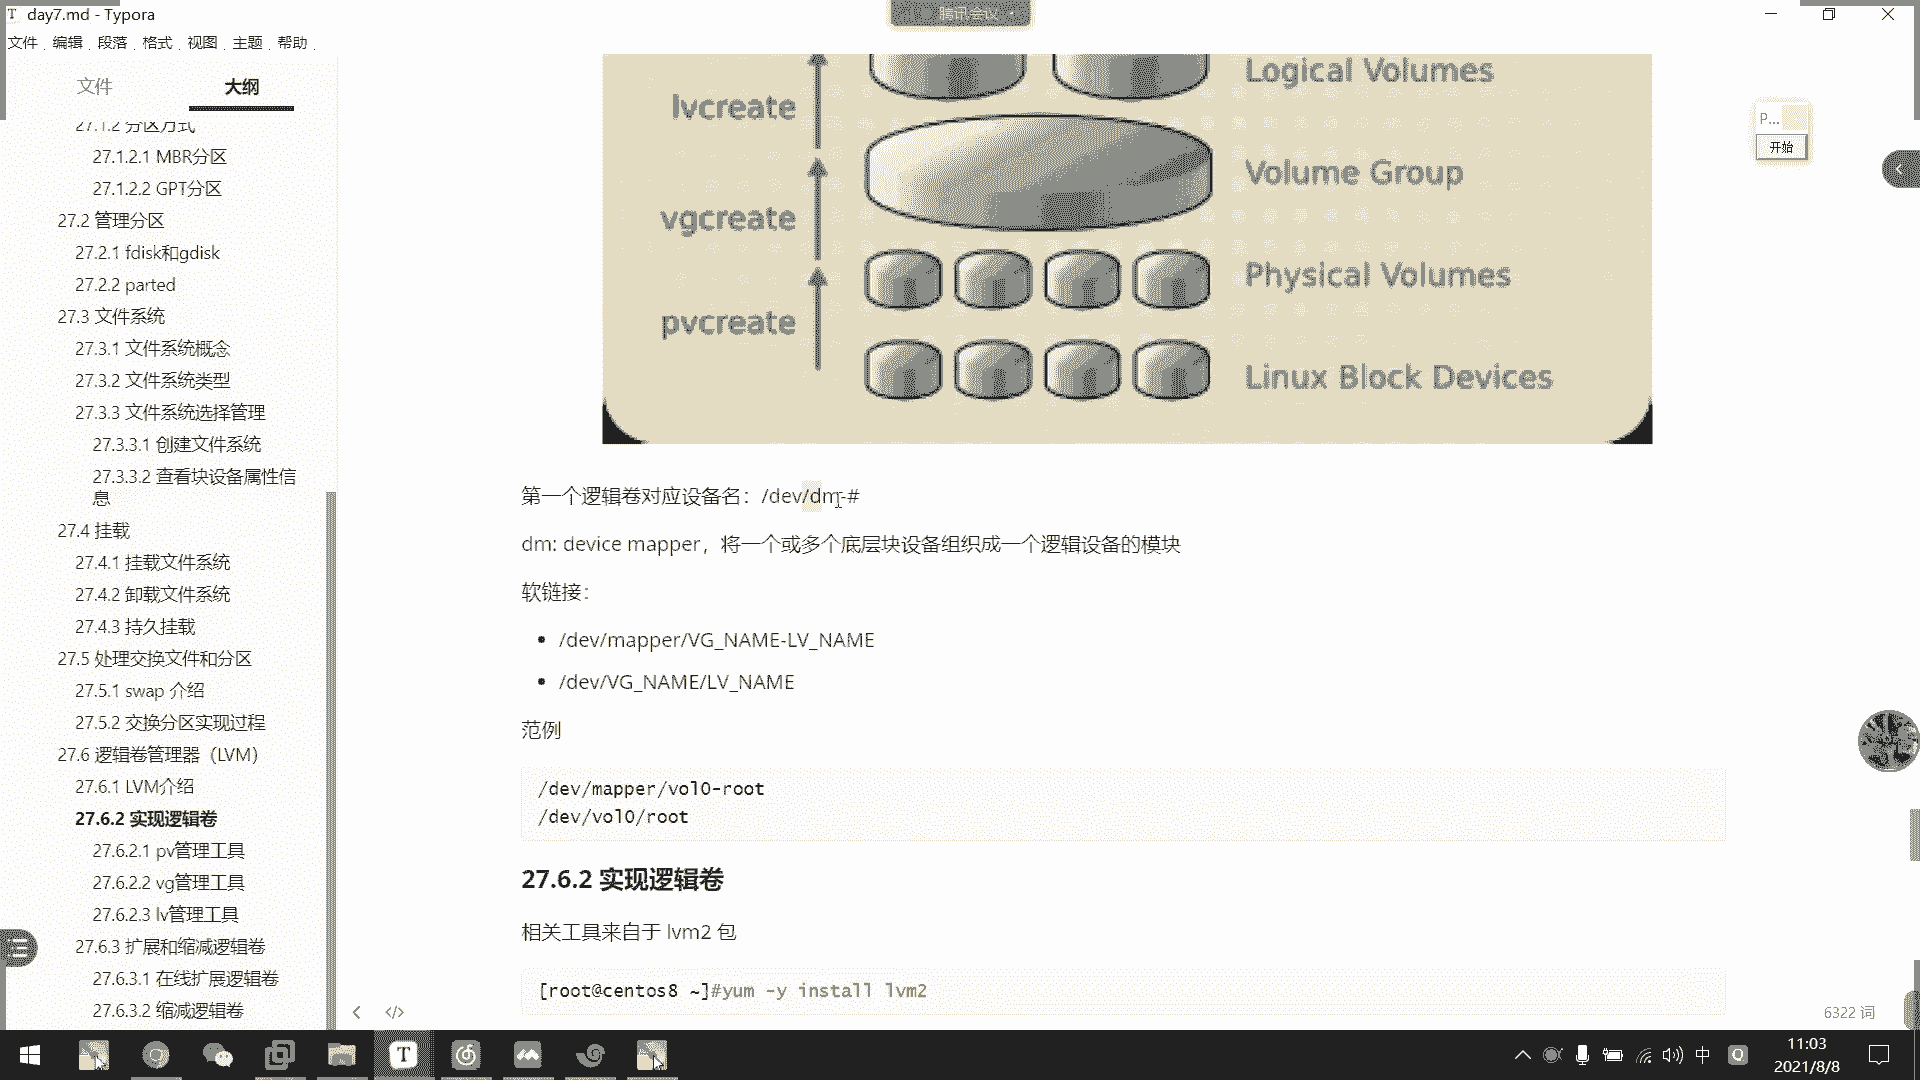 day7.md - Typora
腾讯会议
文件 编辑 段落 格式 视图 主题 帮助
文件 大纲
27.1.2 分区方式
27.1.2.1 MBR分区
27.1.2.2 GPT分区
27.2 管理分区
27.2.1 fdisk和gdisk
27.2.2 parted
27.3 文件系统
27.3.1 文件系统概念
27.3.2 文件系统类型
27.3.3 文件系统选择管理
27.3.3.1 创建文件系统
27.3.3.2 查看块设备属性信
息
27.4 挂载
27.4.1 挂载文件系统
27.4.2 卸载文件系统
27.4.3 持久挂载
27.5 处理交换文件和分区
27.5.1 swap 介绍
27.5.2 交换分区实现过程
27.6 逻辑卷管理器（LVM）
27.6.1 LVM介绍
27.6.2 实现逻辑卷
27.6.2.1 pv管理工具
27.6.2.2 vg管理工具
27.6.2.3 lv管理工具
27.6.3 扩展和缩减逻辑卷
27.6.3.1 在线扩展逻辑卷
27.6.3.2 缩减逻辑卷
Logical Volumes
lvcreate
Volume Group
vgcreate
Physical Volumes
pvcreate
Linux Block Devices
第一个逻辑卷对应设备名：/dev/dm-#
dm: device mapper，将一个或多个底层块设备组织成一个逻辑设备的模块
软链接：
• /dev/mapper/VG_NAME-LV_NAME
• /dev/VG_NAME/LV_NAME
范例
/dev/mapper/vol0-root
/dev/vol0/root
27.6.2 实现逻辑卷
相关工具来自于 lvm2 包
[root@centos8 ~]#yum -y install lvm2
P...
开始
6322 词
中
11:03
2021/8/8